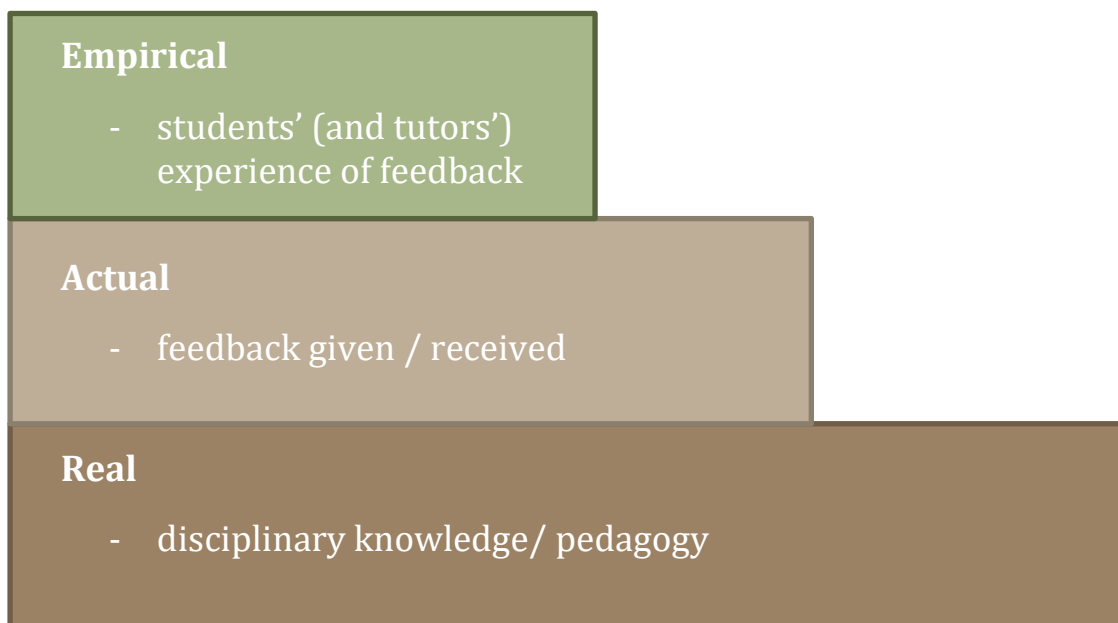 Empirical
- students’ (and tutors’)
experience of feedback
Actual
- feedback given / received
Real
- disciplinary knowledge/ pedagogy